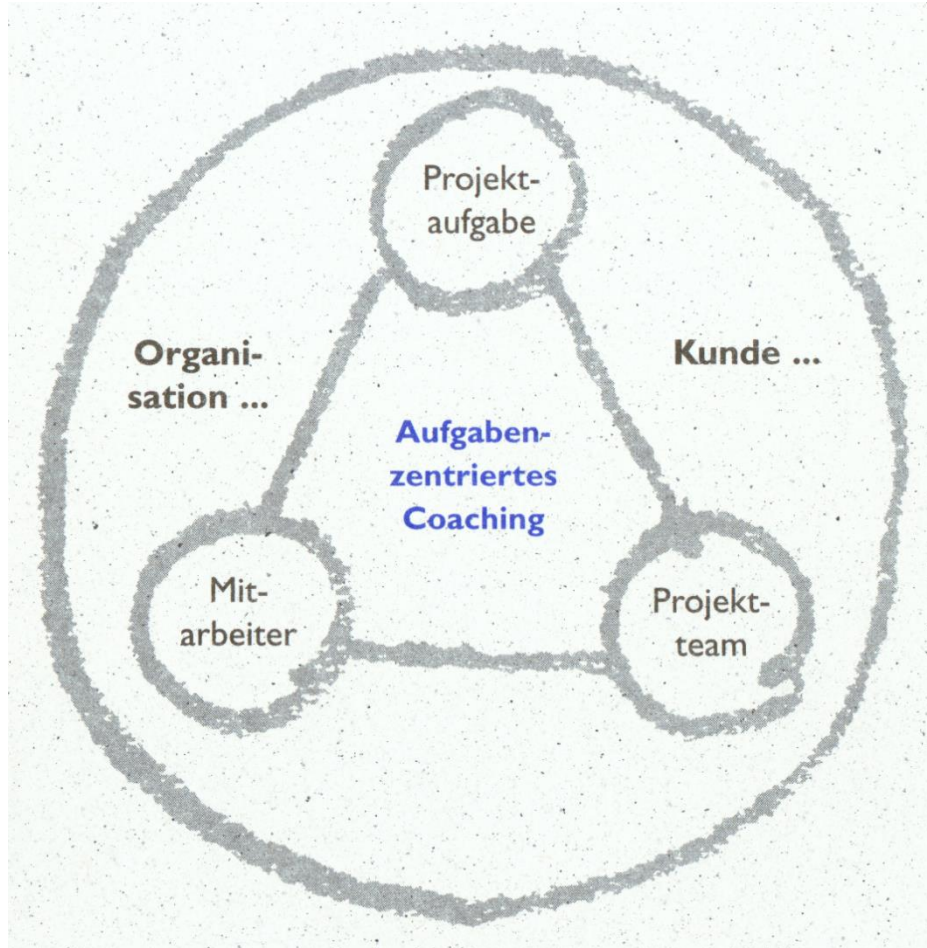 Projekt-
aufgabe
Organi-
sation ...
Kunde ...
Aufgaben-
zentriertes
Coaching
Mit-
arbeiter
Projekt-
team